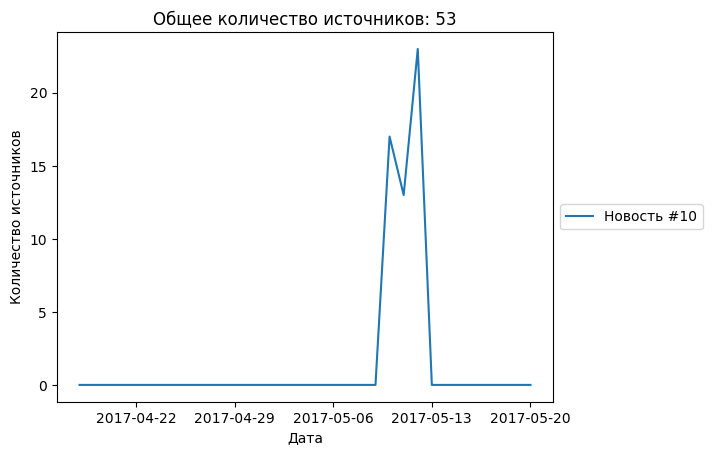 Общее количество источников: 53
Количество источников
20
15
10
5
0
2017-04-22 2017-04-29 2017-05-06 2017-05-13 2017-05-20
Дата
Новость #10